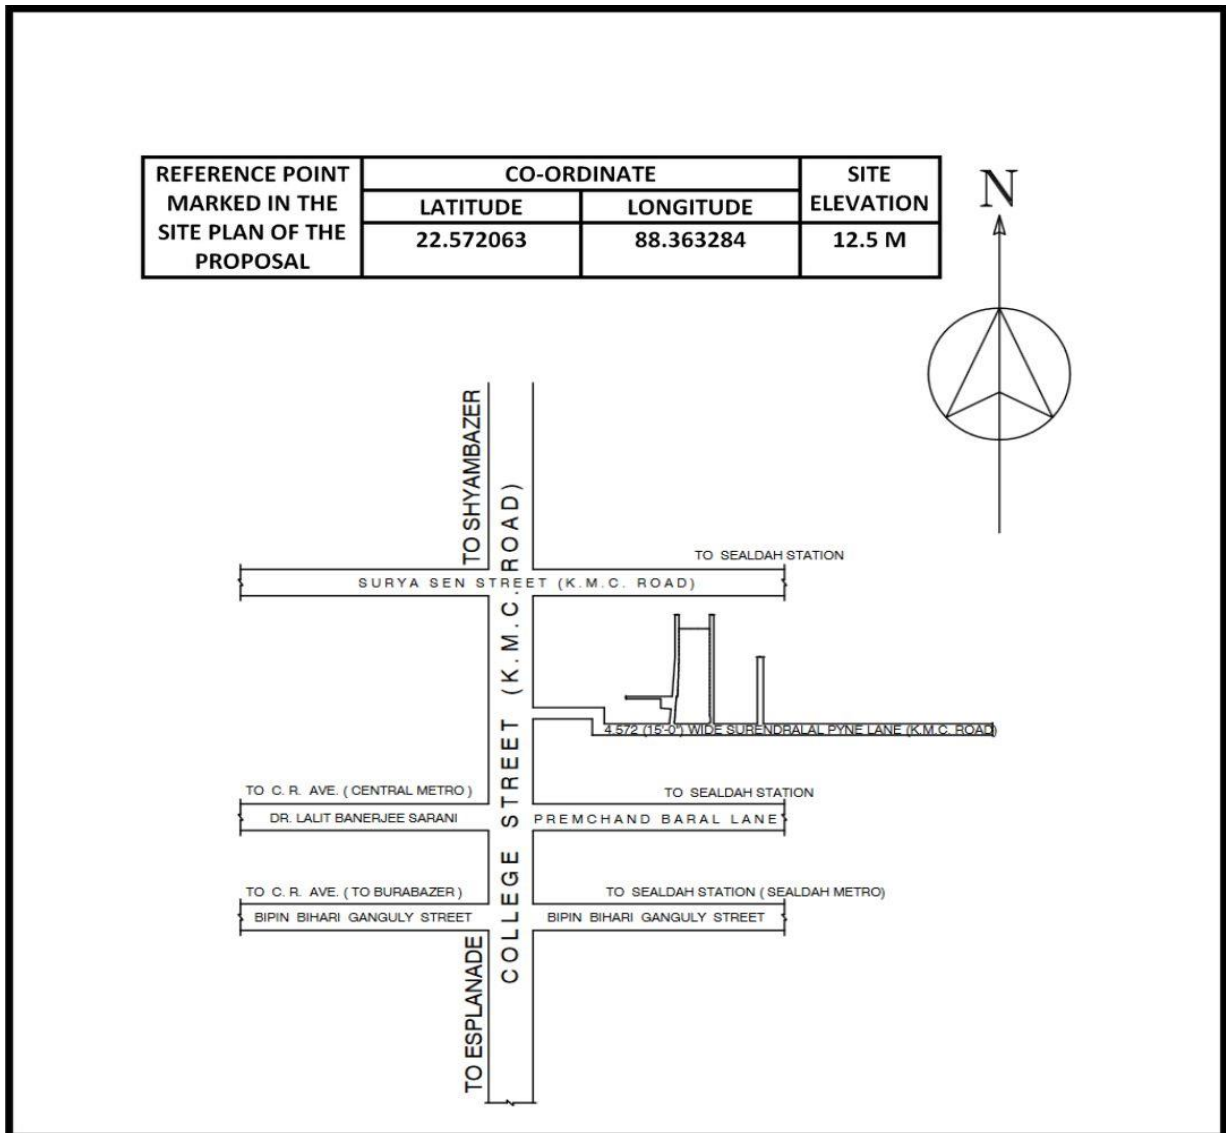 REFERENCE POINT
MARKED IN THE
SITE PLAN OF THE
PROPOSAL
CO-ORDINATE
LATITUDE
LONGITUDE
22.572063
88.363284
SITE
ELEVATION
12.5 M
N
TO SHYAMBAZER
COLLEGE STREET (K.M.C. ROAD)
TO SEALDAH STATION
SURYA SEN STREET (K.M.C. ROAD)
4.572 (15'-0") WIDE SURENDRALAL PYNE LANE (K.M.C. ROAD)
TO C. R. AVE. ( CENTRAL METRO )
TO SEALDAH STATION
DR. LALIT BANERJEE SARANI
PREMCHAND BARAL LANE
TO C. R. AVE. ( TO BURABAZER )
TO SEALDAH STATION ( SEALDAH METRO)
BIPIN BIHARI GANGULY STREET
BIPIN BIHARI GANGULY STREET
TO ESPLANADE